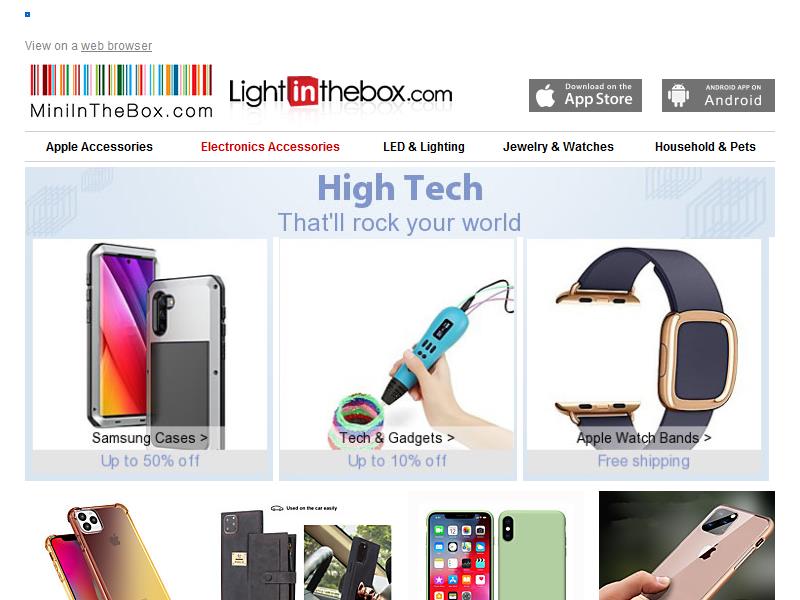 View on a web browser
MiniInTheBox.com
Lightinthebox.com
Download on the
App Store
ANDROID APP ON
Android
Apple Accessories
Electronics Accessories
LED & Lighting
Jewelry & Watches
Household & Pets
High Tech
That'll rock your world
Samsung Cases >
Up to 50% off
Tech & Gadgets >
Up to 10% off
Apple Watch Bands >
Free shipping
Used on the car easily